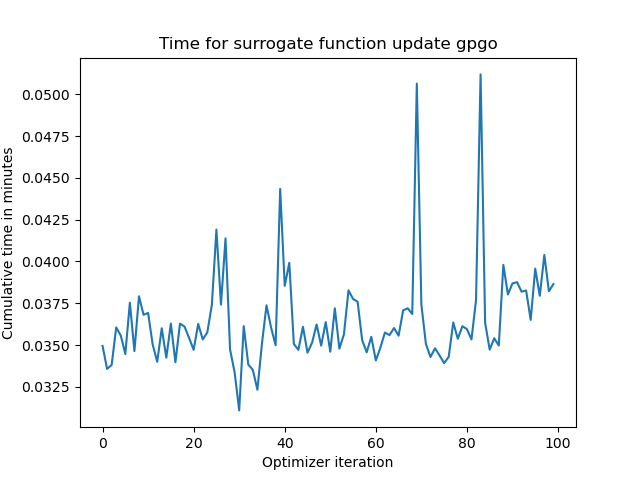 Time for surrogate function update gpgo
0.0500
0.0475
0.0450
0.0425
0.0400
0.0375
0.0350
0.0325
Cumulative time in minutes
0 20 40 60 80 100
Optimizer iteration